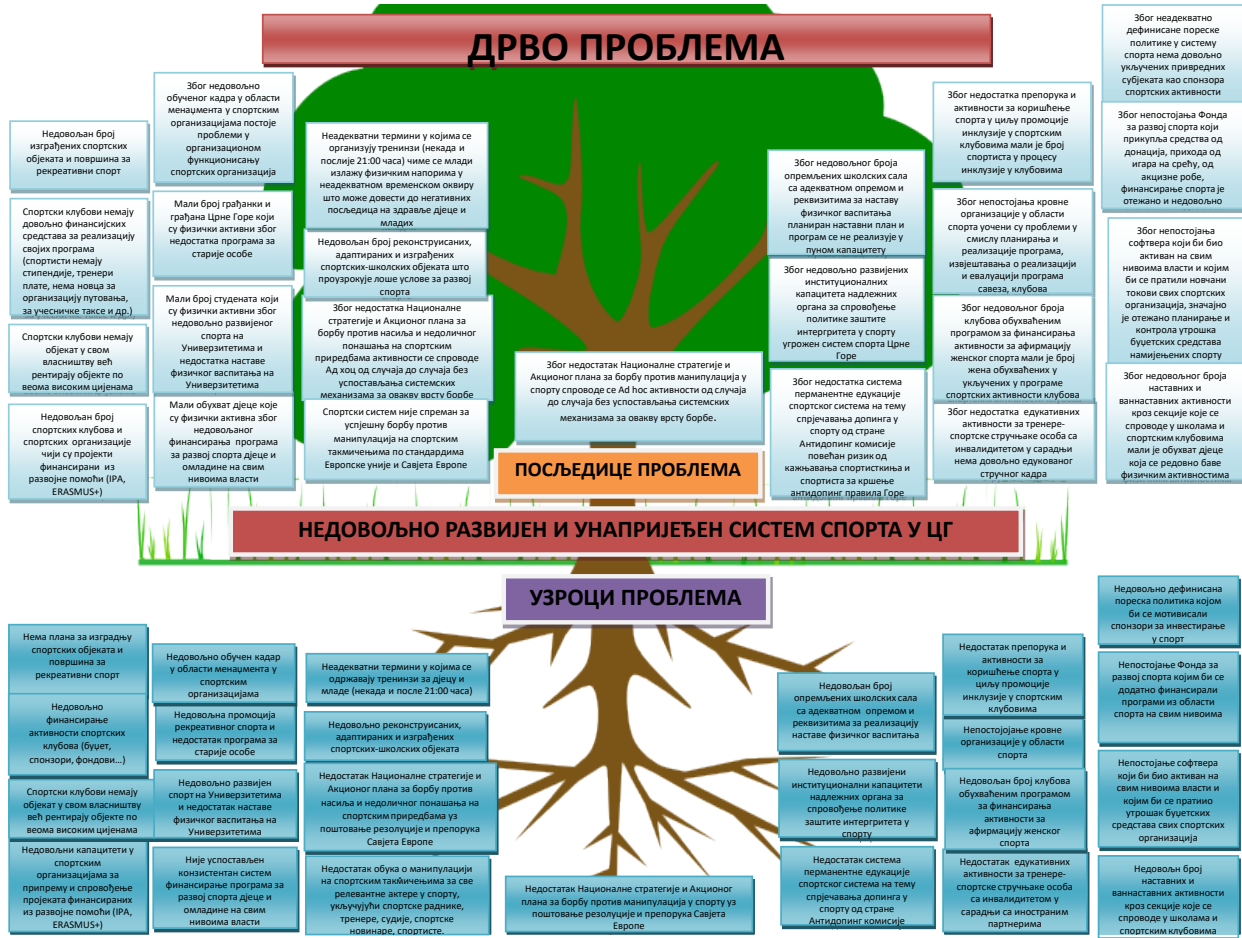 ДРВО ПРОБЛЕМА
Недовољан број
изграђених спортских
објеката и површина за
рекреативни спорт
Спортски клубови немају
довољно финансијских
средстава за реализацију
својих програма
(спортисти немају
стипендије, тренери
плате, нема новца за
организацију путовања,
за учесничке таксе и др.)
Спортски клубови немају
објекат у свом
власништву већ
рентирају објекте по
веома високим цијенама
Недовољан број
спортских клубова и
спортских организације
чији су пројекти
финансирани из
развојне помоћи (IPA,
ERASMUS+)
Због недовољно
обученог кадра у области
менаџмента у спортским
организацијама постоје
проблеми у
организационом
функционисању
спортских организација
Мали број грађанки и
грађана Црне Горе који
су физички активни због
недостатка програма за
старије особе
Мали број студената који
су физички активни због
недовољно развијеног
спорта на
Универзитетима и
недостатка наставе
физичког васпитања на
Универзитетима
Мали обухват дјеце које
су физички активна због
недовољног
финансирања програма
за развој спорта дјеце и
омладине на свим
нивоима власти
Неадекватни термини у којима се
организују тренинзи (некада и
послије 21:00 часа) чиме се млади
излажу физичким напорима у
неадекватном временском оквиру
што може довести до негативних
посљедица на здравље дјеце и
младих
Недовољан број реконструисаних,
адаптираних и изграђених
спортских-школских објеката што
проузрокује лоше услове за развој
спорта
Због недостатка Националне
стратегије и Акционог плана за
борбу против насиља и недоличног
понашања на спортским
приредбама активности се спроводе
Ад хоц од случаја до случаја без
успостављања системских
механизама за овакву врсту борбе
Спортски систем није спреман за
успјешну борбу против
манипулација на спортским
такмичењима по стандардима
Европске уније и Савјета Европе
Због недостатак Националне стратегије и
Акционог плана за борбу против манипулација у
спорту спроводе се Ad hoc активности од случаја
до случаја без успостављања системских
механизама за овакву врсту борбе.
Због недовољног броја
опремљених школских сала
са адекватном опремом и
реквизитима за наставу
физичког васпитања
планиран наставни план и
програм се не реализује у
пуном капацитету
Због недовољно развијених
институционалних
капацитета надлежних
органа за спровођење
политике заштите
интегритета у спорту
угрожен систем спорта Црне
Горе
Због недостатка система
перманентне едукације
спортског система на тему
спрјечавања допинга у
спорту од стране
Антидопинг комисије
повећан ризик од
кажњавања спортисткиња и
спортиста за кршење
антидопинг правила Горе
Због недостатка препорука и
активности за коришћење
спорта у циљу промоције
инклузије у спортским
клубовима мали је број
спортиста у процесу
инклузије у клубовима
Због непостојања кровне
организације у области
спорта уочени су проблеми у
смислу планирања и
реализације програма,
извјештавања о реализацији
и евалуацији програма
савеза, клубова
Због недовољног броја
клубова обухваћеним
програмом за финансирања
активности за афирмацију
женског спорта мали је број
жена обухваћених у
укључених у програме
спортских активности клубова
Због недостатка едукативних
активности за тренере-
спортске стручњаке особа са
инвалидитетом у сарадњи
нема довољно едукованог
стручног кадра
Због неадекватно
дефинисане пореске
политике у систему
спорта нема довољно
укључених привредних
субјеката као спонзора
спортских активности
Због непостојања Фонда
за развој спорта који
прикупља средства од
донација, прихода од
игара на срећу, од
акцизне робе,
финансирање спорта је
отежано и недовољно
Због непостојања
софтвера који би био
активан на свим
нивоима власти и којим
би се пратили новчани
токови свих спортских
организација, значајно
је отежано планирање и
контрола утрошка
буџетских средстава
намијењених спорту
Због недовољног броја
наставних и
ваннаставних активности
кроз секције које се
спроводе у школама и
спортским клубовима
мали је обухват дјеце
која се редовно баве
физичким активностима
ПОСЉЕДИЦЕ ПРОБЛЕМА
НЕДОВОЉНО РАЗВИЈЕН И УНАПРИЈЕЂЕН СИСТЕМ СПОРТА У ЦГ
УЗРОЦИ ПРОБЛЕМА
Нема плана за изградњу
спортских објеката и
површина за
рекреативни спорт
Недовољно
финансирање
активности спортских
клубова (буџет,
спонзори, фондови...)
Спортски клубови немају
објекат у свом власништву
већ рентирају објекте по
веома високим цијенама
Недовољни капацитети у
спортским
организацијама за
припрему и спровођење
пројеката финансираних
из развојне помоћи (IPA,
ERASMUS+)
Недовољно обучен кадар
у области менаџмента у
спортским
организацијама
Недовољна промоција
рекреативног спорта и
недостатак програма за
старије особе
Недовољно развијен
спорт на Универзитетима
и недостатак наставе
физичког васпитања на
Универзитетима
Није успостављен
конзистентан систем
финансирање програма за
развој спорта дјеце и
омладине на свим
нивоима власти
Неадекватни термини у којима се
одржавају тренинзи за дјецу и
младе (некада и после 21:00 часа)
Недовољно реконструисаних,
адаптираних и изграђених
спортских-школских објеката
Недостатак Националне стратегије и
Акционог плана за борбу против
насиља и недоличног понашања на
спортским приредбама уз
поштовање резолуције и препорука
Савјета Европе
Недостатак обука о манипулацији
на спортским такмичењима за све
релевантне актере у спорту,
укључујући спортске раднике,
тренере, судије, спортске
новинаре, спортисте.
Недостатак Националне стратегије и Акционог
плана за борбу против манипулација у спорту уз
поштовање резолуције и препорука Савјета
Европе
Недовољан број
опремљених школских сала
са адекватном опремом и
реквизитима за реализацију
наставе физичког васпитања
Недовољно развијени
институционални капацитети
надлежних органа за
спровођење политике
заштите интергритета у
спорту
Недостатак система
перманентне едукације
спортског система на тему
спрјечавања допинга у
спорту од стране
Антидопинг комисије
Недостатак препорука и
активности за
коришћење спорта у
циљу промоције
инклузије у спортским
клубовима
Непостојојање кровне
организације у области
спорта
Недовољан број клубова
обухваћеним програмом
за финансирања
активности за
афирмацију женског
спорта
Недостатак едукативних
активности за тренере-
спортске стручњаке особа
са инвалидитетом у
сарадњи са иностраним
партнерима
Недовољно дефинисана
пореска политика којом
би се мотивисали
спонзори за инвестирање
у спорт
Непостојање Фонда за
развој спорта којим би се
додатно финансирали
програми из области
спорта на свим нивоима
Непостојање софтвера
који би био активан на
свим нивоима власти и
којим би се пратиио
утрошак буџетских
средстава свих спортских
организација
Недовољн број
наставних и
ваннаставних активности
кроз секције које се
спроводе у школама и
спортским клубовима